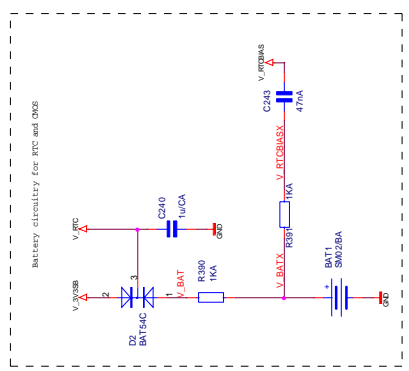 Battery circuitry for RTC and CMOS
V_RTCBIAS
C243
47nA
V_RTCBIASX
1KA
R391
V_BATX
V_RTC
C240
1u/CA
GND
3
V_3V3SB
2
D2
BAT54C
1
V_BAT
R390
1KA
BAT1
SM02/BA
+
GND